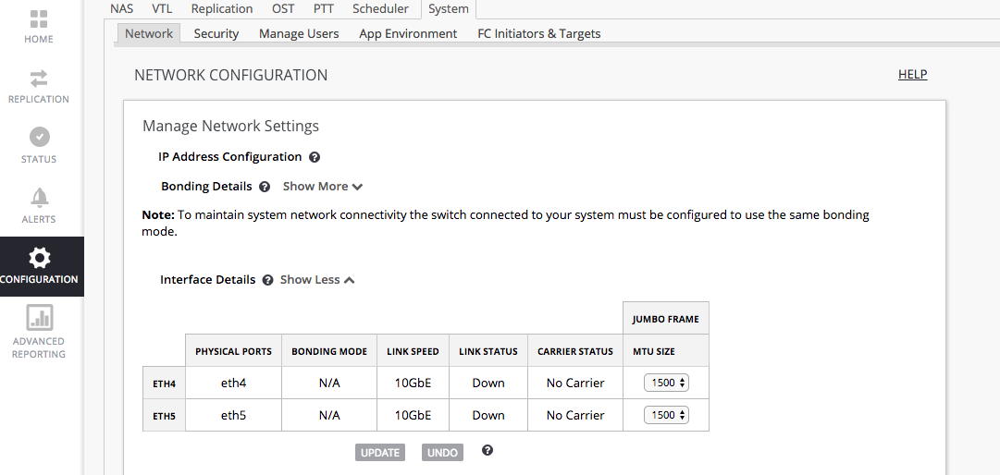 NAS VTL Replication OST PTT Scheduler System
Network Security Manage Users App Environment FC Initiators & Targets
HOME
REPLICATION
STATUS
ALERTS
CONFIGURATION
ADVANCED
REPORTING
NETWORK CONFIGURATION
HELP
Manage Network Settings
IP Address Configuration ?
Bonding Details ? Show More
Note: To maintain system network connectivity the switch connected to your system must be configured to use the same bonding
mode.
Interface Details ? Show Less
JUMBO FRAME
PHYSICAL PORTS BONDING MODE LINK SPEED LINK STATUS CARRIER STATUS MTU SIZE
ETH4 eth4 N/A 10GbE Down No Carrier 1500
ETH5 eth5 N/A 10GbE Down No Carrier 1500
UPDATE UNDO ?